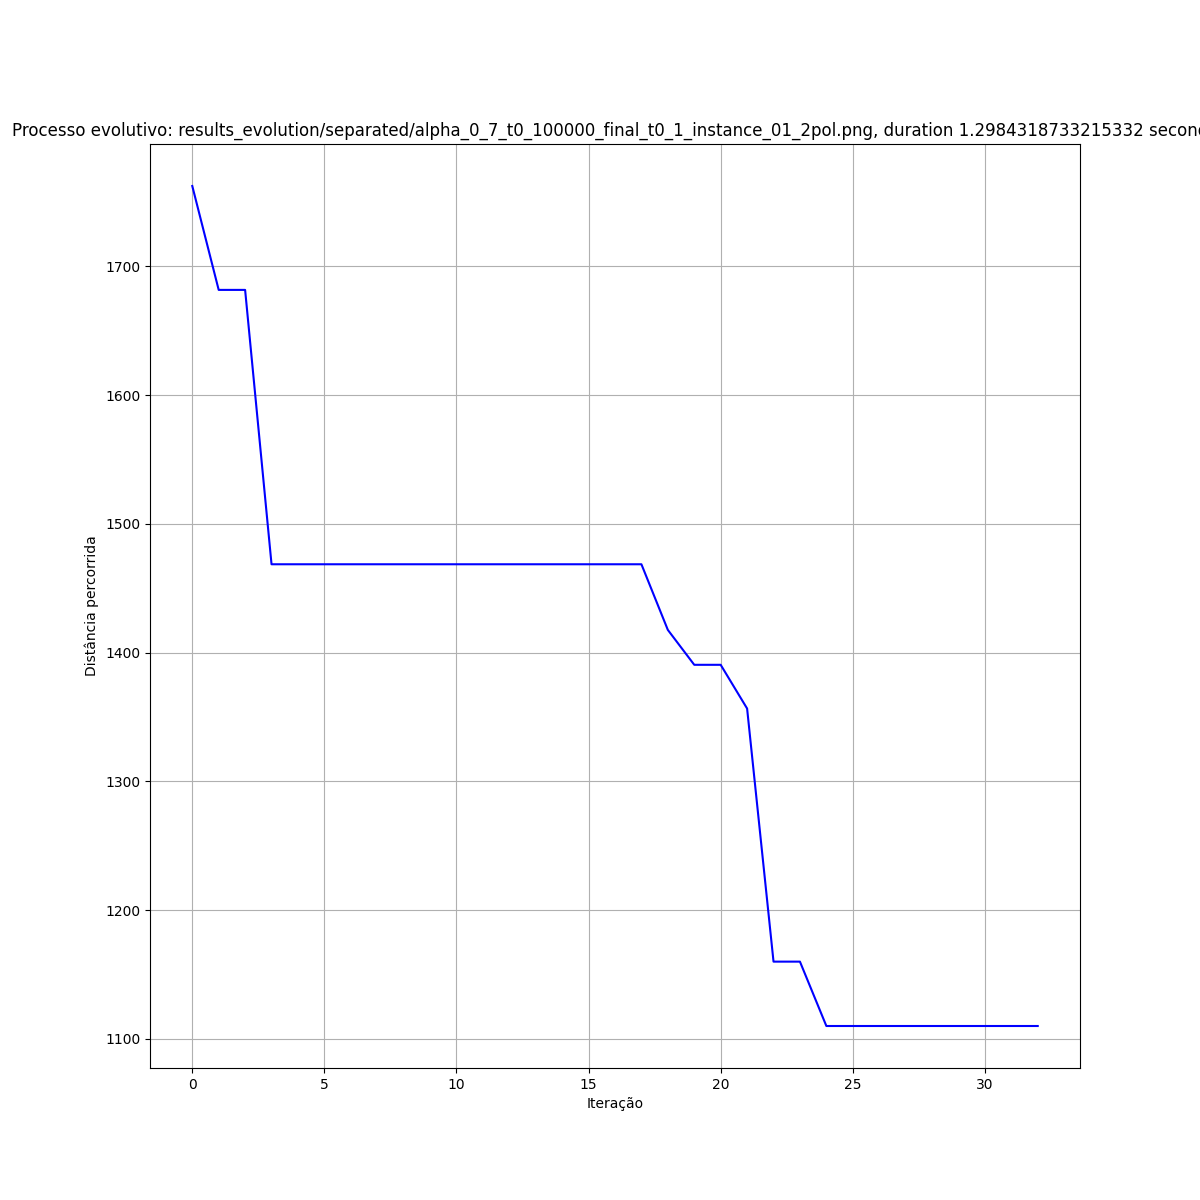 Processo evolutivo: results_evolution/separated/alpha_0_7_t0_100000_final_t0_1_instance_01_2pol.png, duration 1.2984318733215332
1700
1600
1500
1400
1300
1200
1100
Distância percorrida
0 5 10 15 20 25 30
Iteração